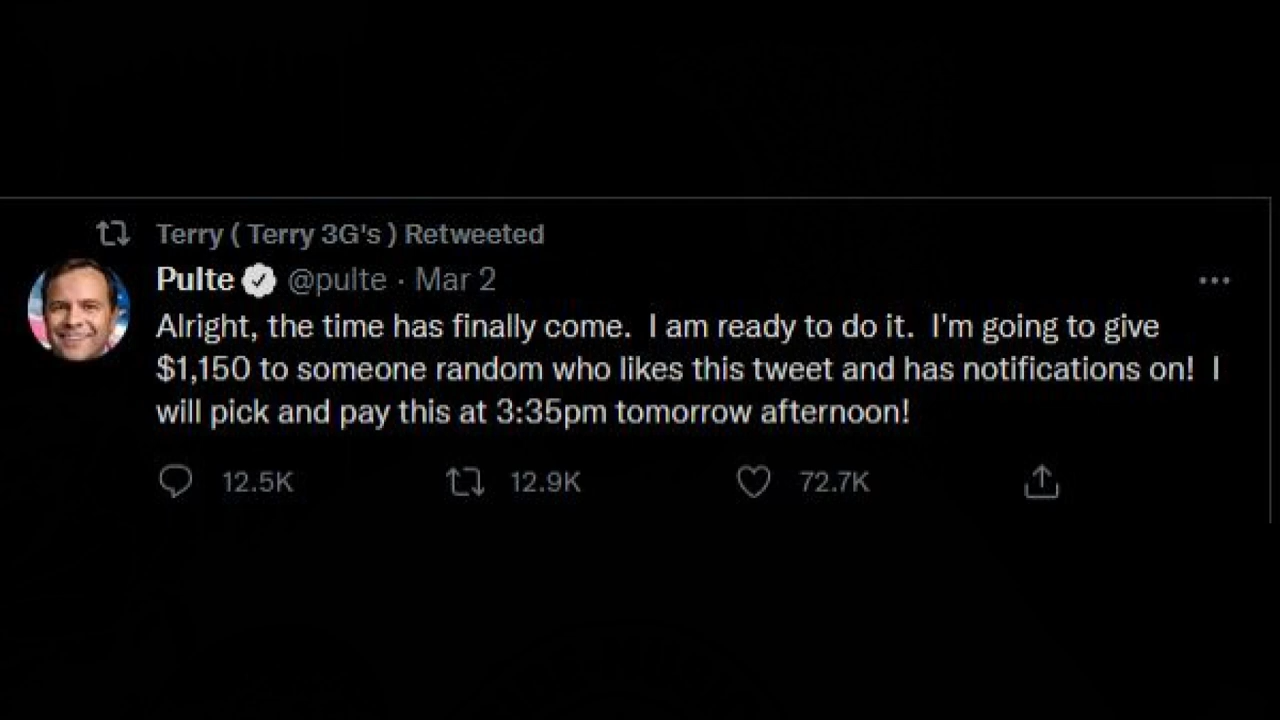 Terry ( Terry 3G's ) Retweeted
Pulte @pulte · Mar 2
Alright, the time has finally come.  I am ready to do it.  I'm going to give
$1,150 to someone random who likes this tweet and has notifications on!  I
will pick and pay this at 3:35pm tomorrow afternoon!
12.5K 12.9K 72.7K